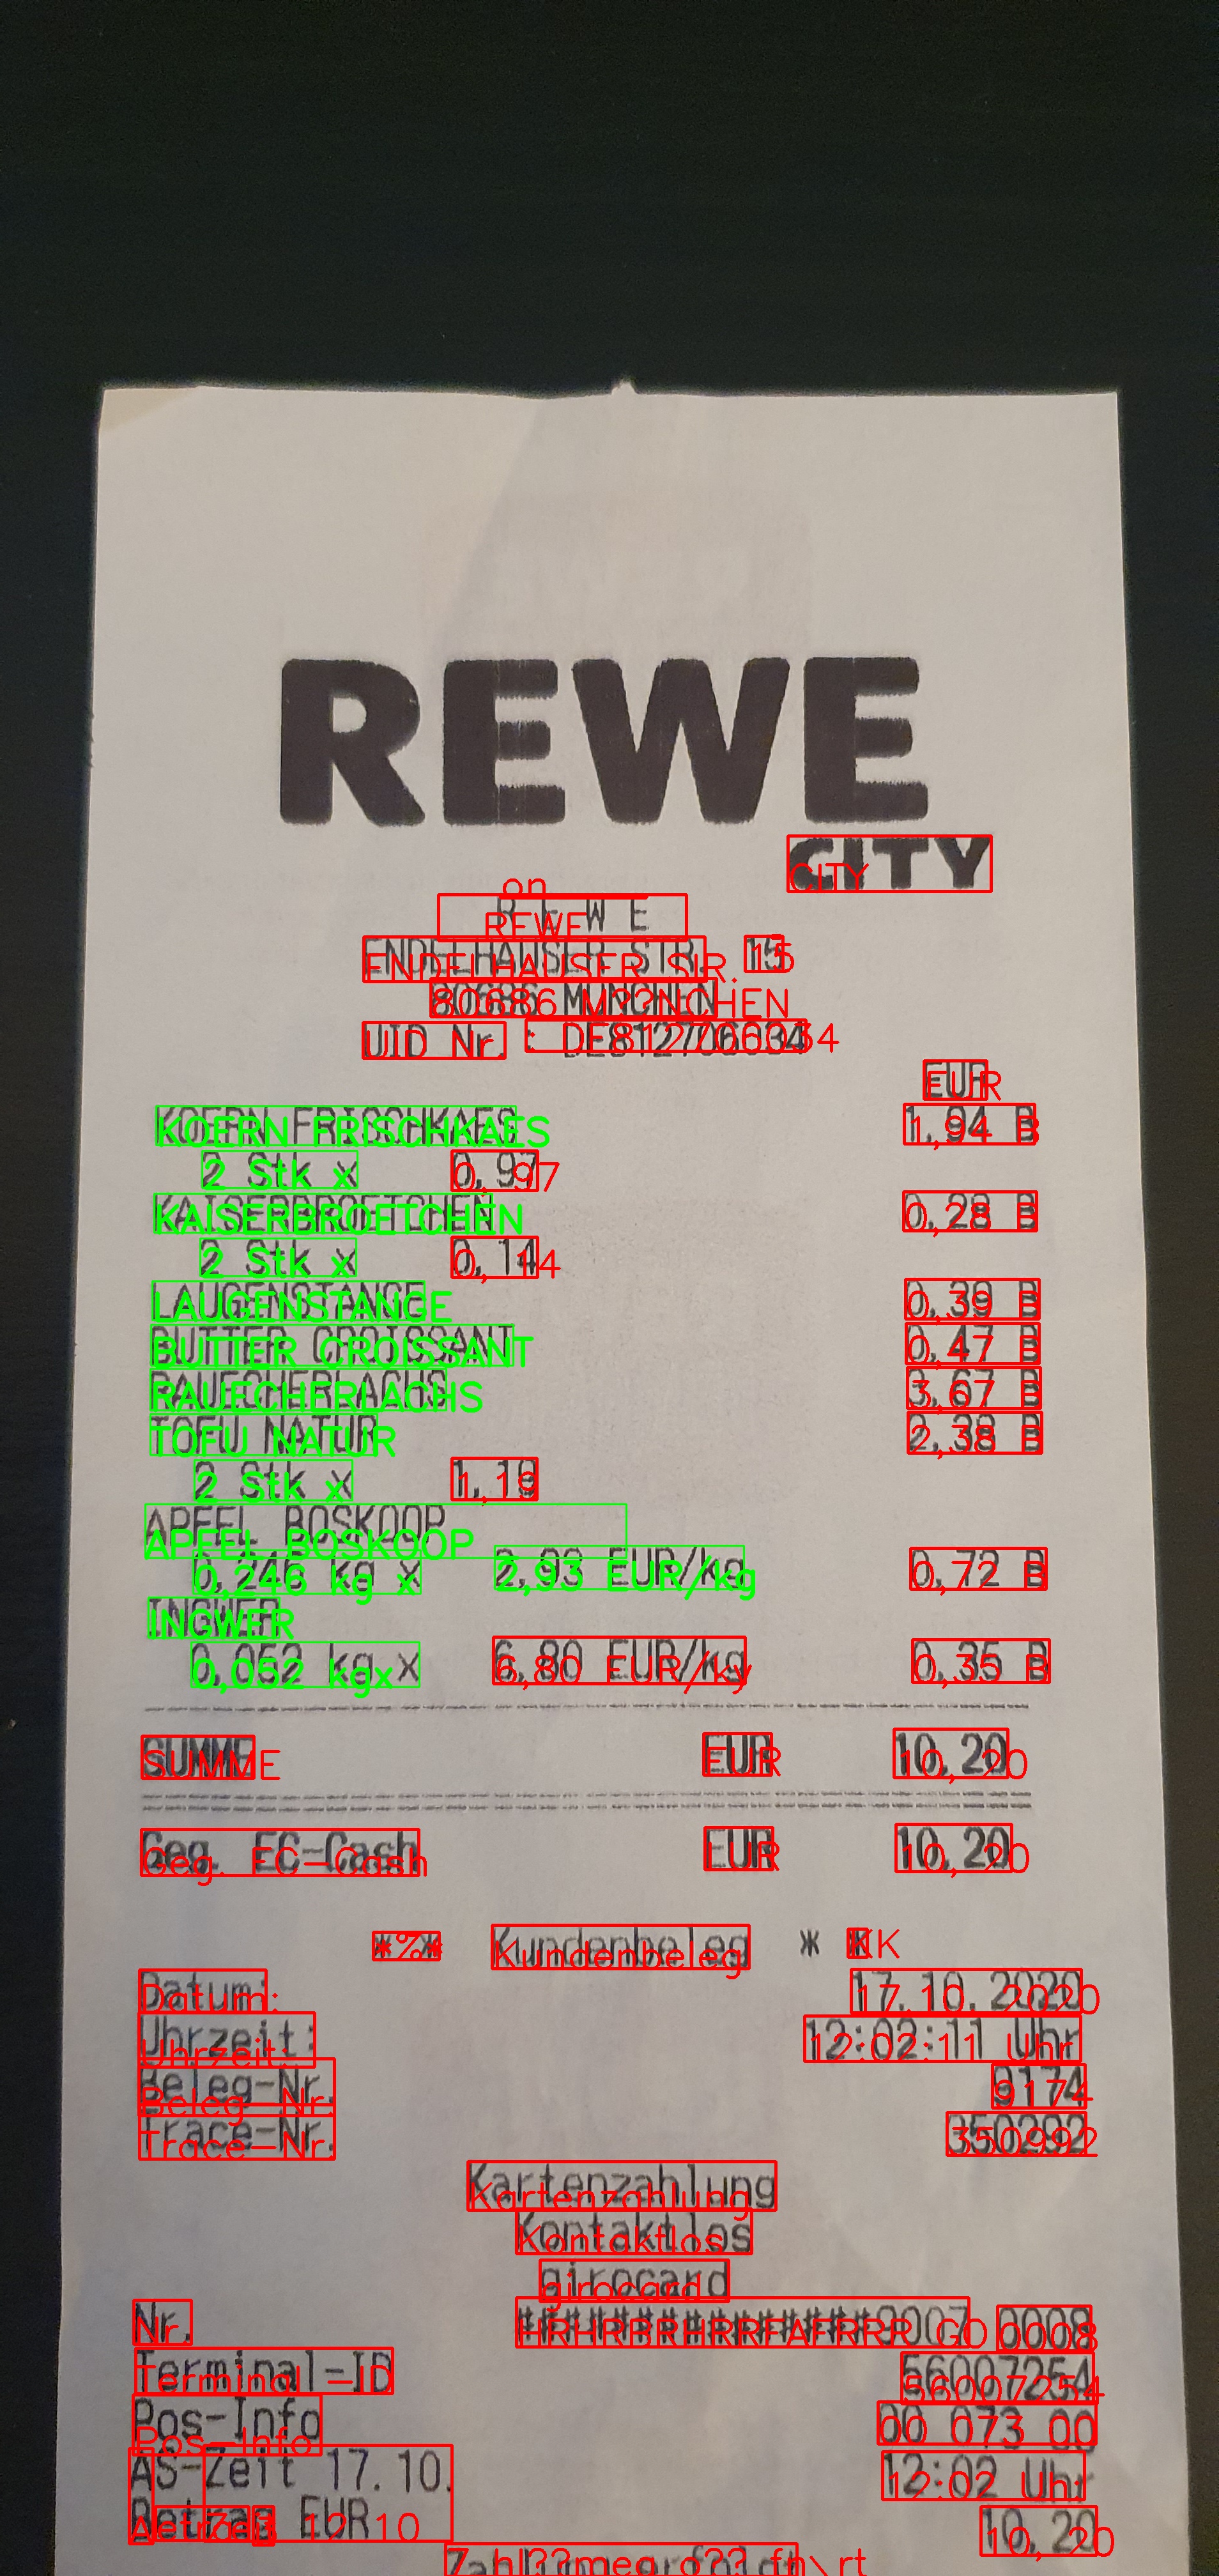 REWE
CITY
R E W E
ENDELHAUSER STR. 15
80686 MÜNCHEN
UID Nr. : DE812706034
EUR
KOERN.FRISCHKAES 1,94 B
2 Stk x 0,97
KAISERBROETCHEN 0,28 B
2 Stk x 0,14
LAUGENSTANGE 0,39 B
BUTTER CROISSANT 0,47 B
RAUECHERLACHS 3,67 B
TOFU NATUR 2,38 B
2 Stk x 1,19
APFEL BOSKOOP
0,246 kg x 2,93 EUR/kg 0,72 B
INGWER
0,052 kg x 6,80 EUR/kg 0,35 B
SUMME EUR 10,20
Geg. EC-Cash EUR 10,20
* * Kundenbeleg * *
Datum: 17.10.2020
Uhrzeit: 12:02:11 Uhr
Beleg-Nr. 9174
Trace-Nr. 350292
Kartenzahlung
Kontaktlos
girocard
Nr. ###############9007 0008
Terminal-ID 56007254
Pos-Info 00 073 00
AS-Zeit 17.10. 12:02 Uhr
Betrag EUR 10,20